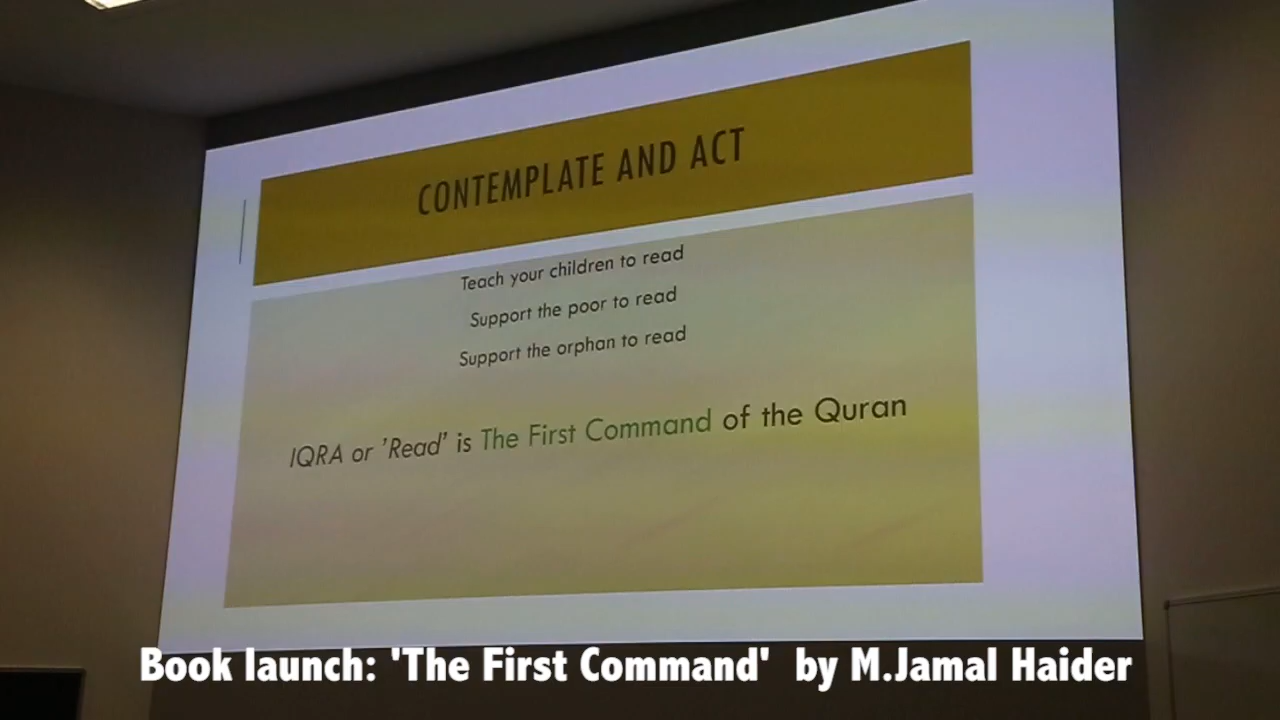 CONTEMPLATE AND ACT
Teach your children to read
Support the poor to read
Support the orphan to read
IQRA or 'Read' is The First Command of the Quran
Book launch: 'The First Command'  by M.Jamal Haider